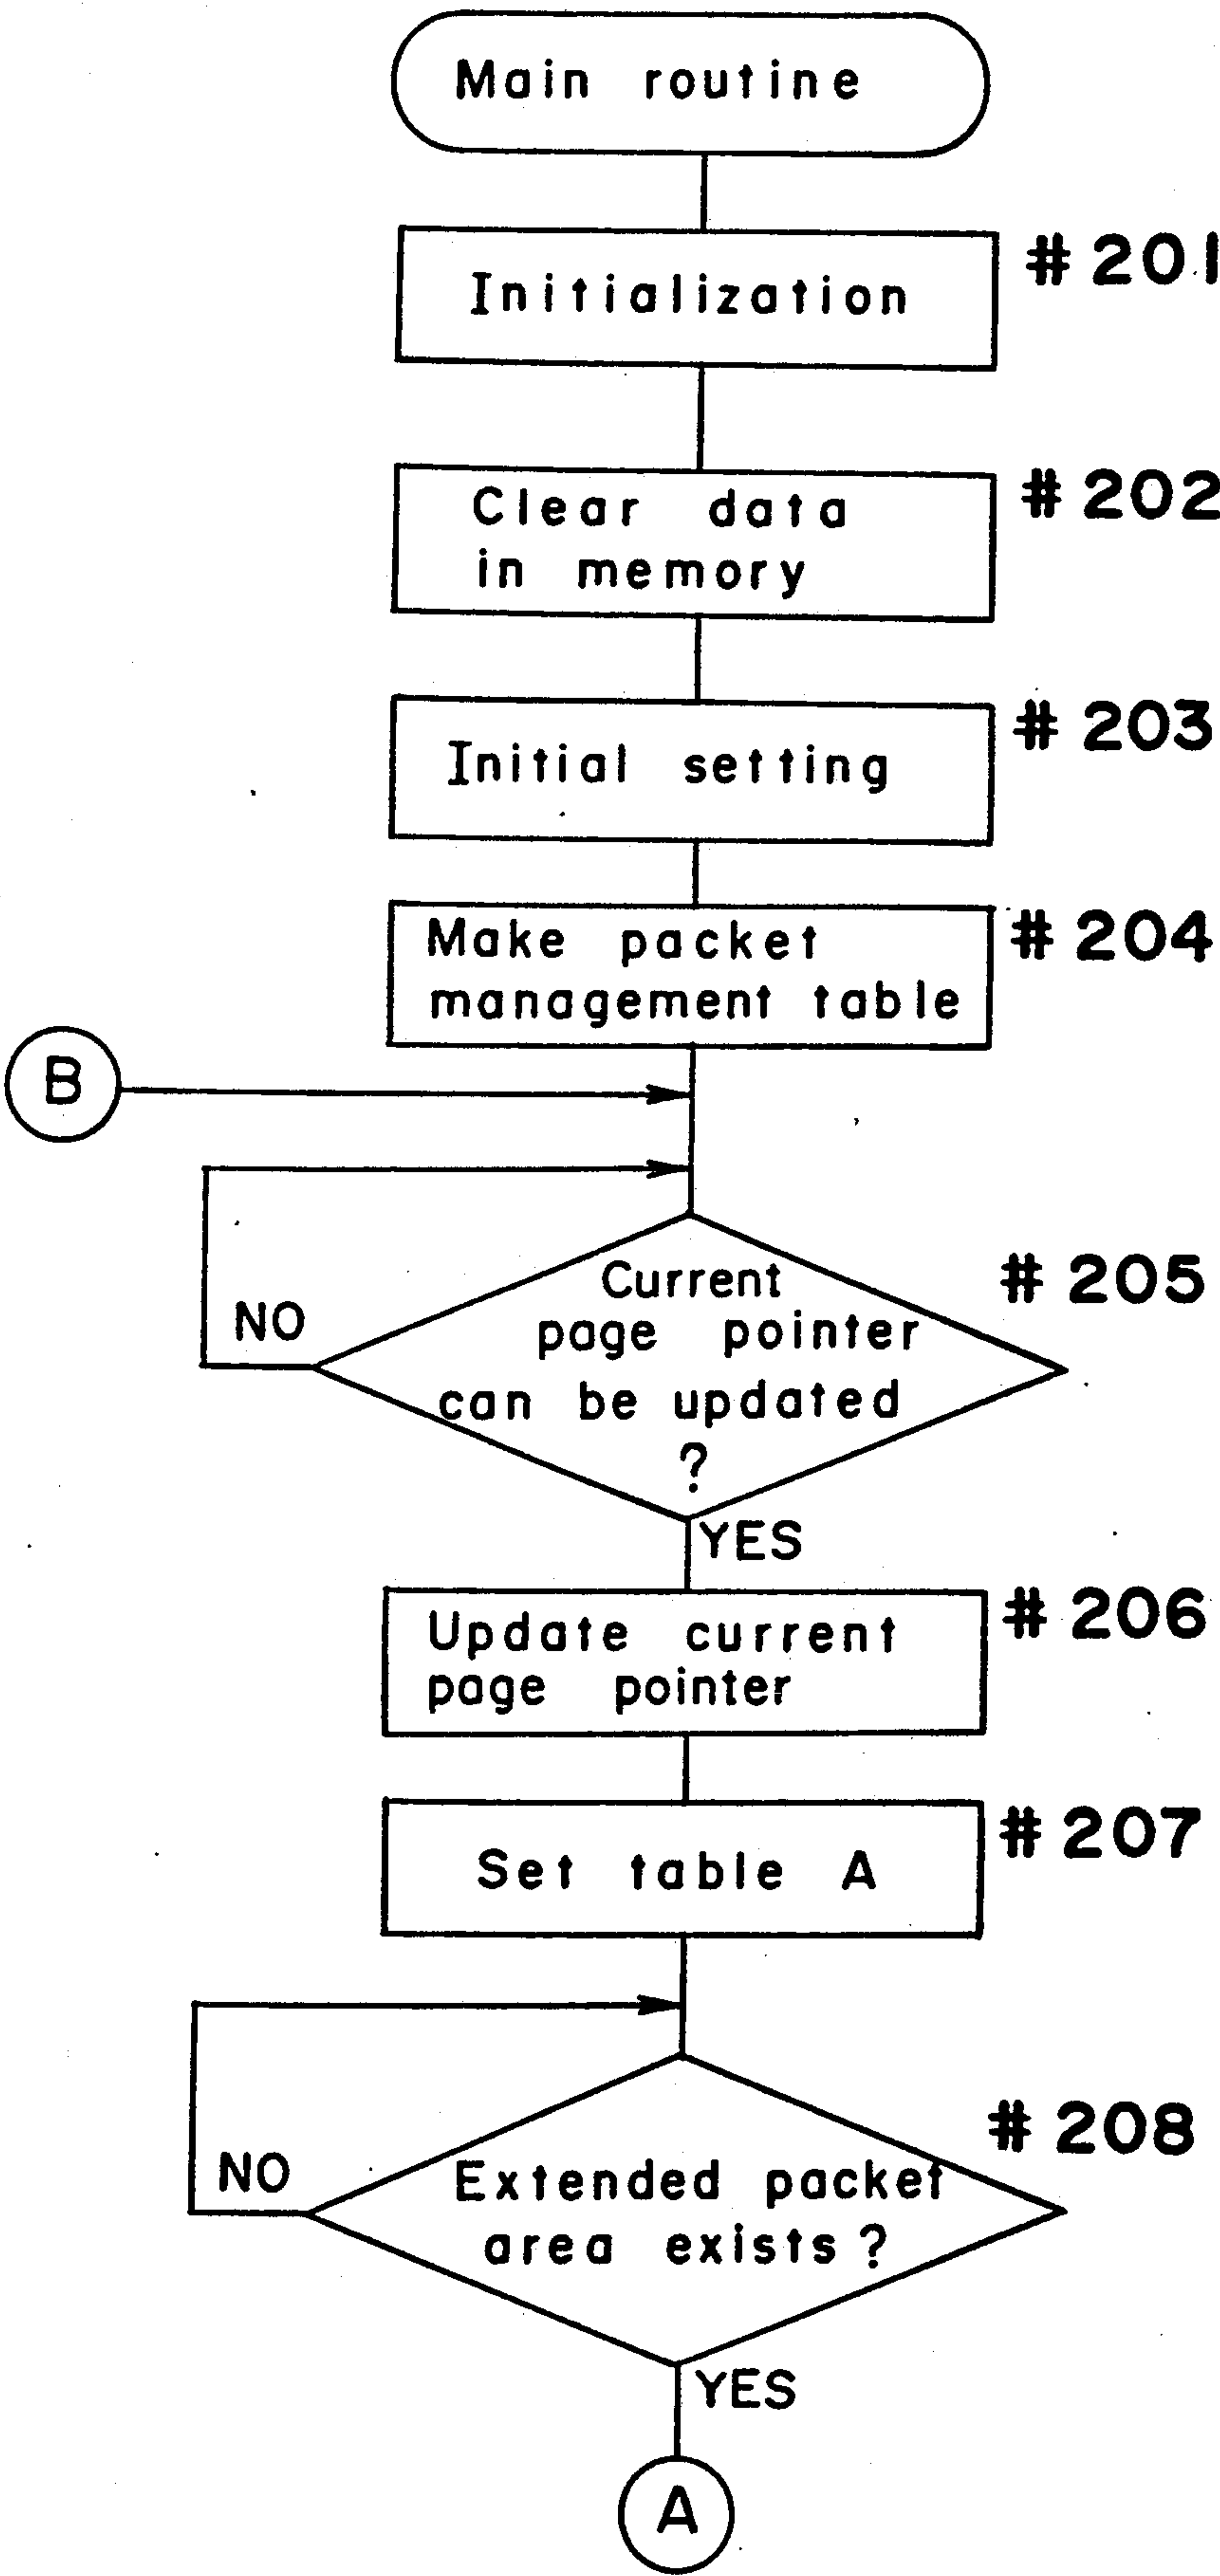 Main routine
Initialization
# 201
Clear data
in memory
# 202
Initial setting
# 203
Make packet
management table
# 204
B
Current
page pointer
can be updated
?
# 205
NO
YES
Update current
page pointer
# 206
Set table A
# 207
Extended packet
area exists ?
# 208
NO
YES
A